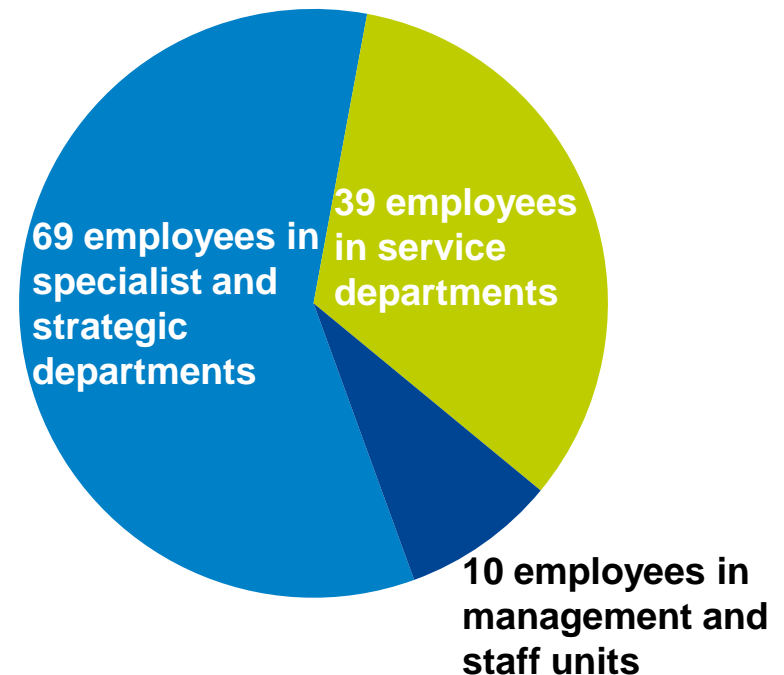 69 employees in
specialist and
strategic
departments
39 employees
in service
departments
10 employees in
management and
staff units